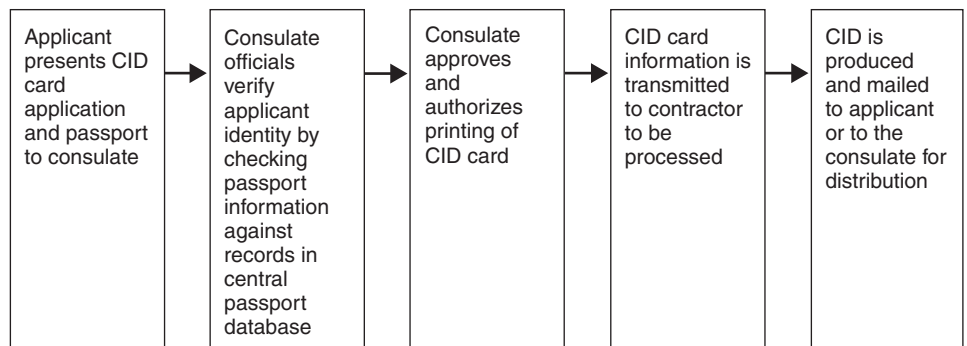 Applicant
presents CID
card
application
and passport
to consulate
Consulate
officials
verify
applicant
identity by
checking
passport
information
against
records in
central
passport
database
Consulate
approves
and
authorizes
printing of
CID card
CID card
information is
transmitted
to contractor
to be
processed
CID is
produced
and mailed
to applicant
or to the
consulate for
distribution